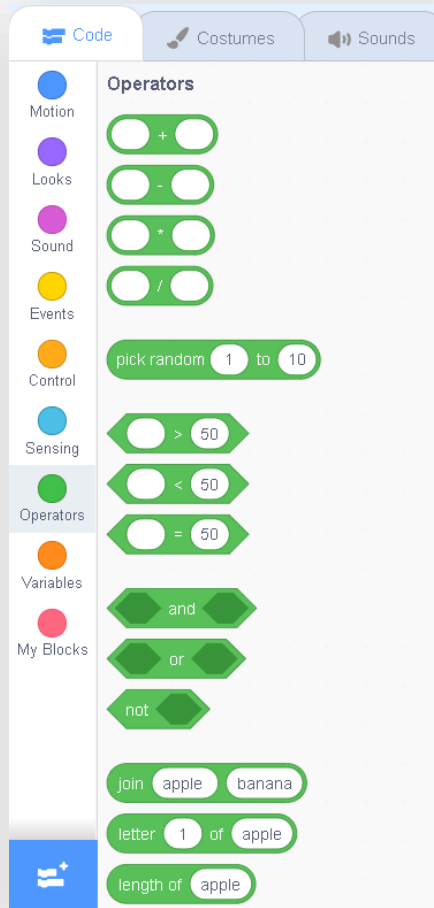 Code Costumes Sounds
Motion
Looks
Sound
Events
Control
Sensing
Operators
Variables
My Blocks
Operators
+
-
*
/
pick random 1 to 10
> 50
< 50
= 50
and
or
not
join apple banana
letter 1 of apple
length of apple